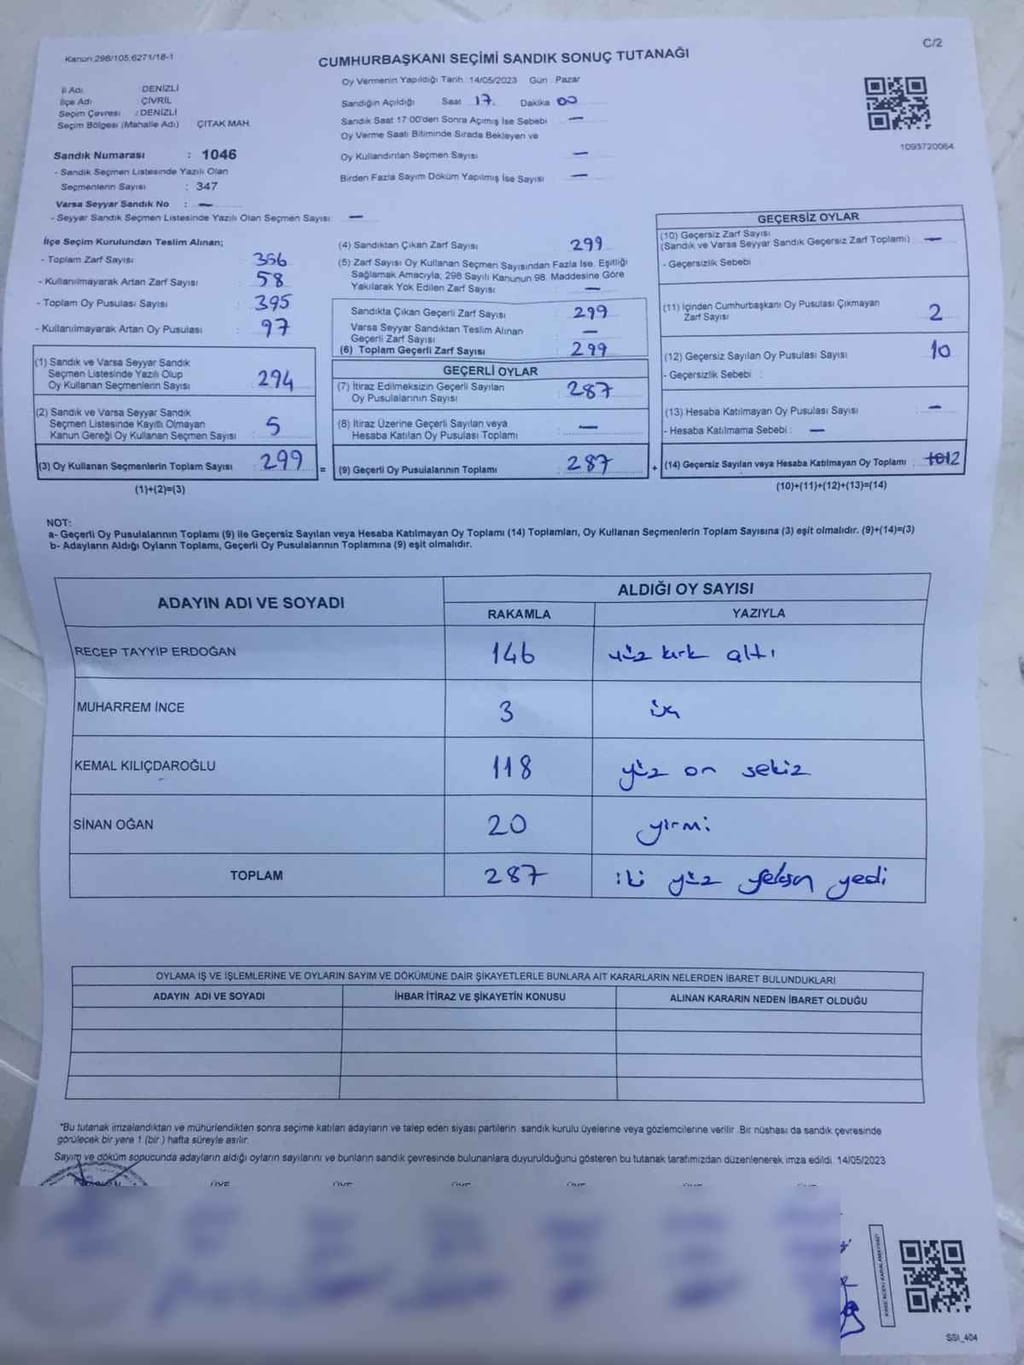 Kanun:298/105,6271/18-1
C/2
CUMHURBAŞKANI SEÇİMİ SANDIK SONUÇ TUTANAĞI
İl Adı DENİZLİ
İlçe Adı ÇİVRİL
Seçim Çevresi : DENİZLİ
Seçim Bölgesi (Mahalle Adı) ÇITAK MAH.
Sandık Numarası : 1046
- Sandık Seçmen Listesinde Yazılı Olan
Seçmenlerin Sayısı : 347
Varsa Seyyar Sandık No : —
- Seyyar Sandık Seçmen Listesinde Yazılı Olan Seçmen Sayısı : —
Oy Vermenin Yapıldığı Tarih 14/05/2023 Gün : Pazar
Sandığın Açıldığı Saat 17 Dakika 00
Sandık Saat 17:00'den Sonra Açılmış İse Sebebi —
Oy Verme Saati Bitiminde Sırada Bekleyen ve
Oy Kullandırılan Seçmen Sayısı —
Birden Fazla Sayım Döküm Yapılmış İse Sayısı —
1093720064
İlçe Seçim Kurulundan Teslim Alınan;
- Toplam Zarf Sayısı 356
- Kullanılmayarak Artan Zarf Sayısı 58
- Toplam Oy Pusulası Sayısı 395
- Kullanılmayarak Artan Oy Pusulası 97
(1) Sandık ve Varsa Seyyar Sandık
Seçmen Listesinde Yazılı Olup
Oy Kullanan Seçmenlerin Sayısı 294
(2) Sandık ve Varsa Seyyar Sandık
Seçmen Listesinde Kayıtlı Olmayan
Kanun Gereği Oy Kullanan Seçmen Sayısı 5
(3) Oy Kullanan Seçmenlerin Toplam Sayısı 299 =
(1)+(2)=(3)
(4) Sandıktan Çıkan Zarf Sayısı 299
(5) Zarf Sayısı Oy Kullanan Seçmen Sayısından Fazla İse, Eşitliği
Sağlamak Amacıyla, 298 Sayılı Kanunun 98. Maddesine Göre
Yakılarak Yok Edilen Zarf Sayısı —
Sandıkta Çıkan Geçerli Zarf Sayısı 299
Varsa Seyyar Sandıktan Teslim Alınan
Geçerli Zarf Sayısı —
(6) Toplam Geçerli Zarf Sayısı 299
GEÇERLİ OYLAR
(7) İtiraz Edilmeksizin Geçerli Sayılan
Oy Pusulalarının Sayısı 287
(8) İtiraz Üzerine Geçerli Sayılan veya
Hesaba Katılan Oy Pusulası Toplamı —
(9) Geçerli Oy Pusulalarının Toplamı 287 +
GEÇERSİZ OYLAR
(10) Geçersiz Zarf Sayısı
(Sandık ve Varsa Seyyar Sandık Geçersiz Zarf Toplamı) —
- Geçersizlik Sebebi
(11) İçinden Cumhurbaşkanı Oy Pusulası Çıkmayan
Zarf Sayısı 2
(12) Geçersiz Sayılan Oy Pusulası Sayısı 10
- Geçersizlik Sebebi :
(13) Hesaba Katılmayan Oy Pusulası Sayısı —
- Hesaba Katılmama Sebebi : —
(14) Geçersiz Sayılan veya Hesaba Katılmayan Oy Toplamı 12
(10)+(11)+(12)+(13)=(14)
NOT:
a- Geçerli Oy Pusulalarının Toplamı (9) ile Geçersiz Sayılan veya Hesaba Katılmayan Oy Toplamı (14) Toplamları, Oy Kullanan Seçmenlerin Toplam Sayısına (3) eşit olmalıdır. (9)+(14)=(3)
b- Adayların Aldığı Oyların Toplamı, Geçerli Oy Pusulalarının Toplamına (9) eşit olmalıdır.
ADAYIN ADI VE SOYADI
ALDIĞI OY SAYISI
RAKAMLA YAZIYLA
RECEP TAYYİP ERDOĞAN 146 yüz kırk altı
MUHARREM İNCE 3 üç
KEMAL KILIÇDAROĞLU 118 yüz on sekiz
SİNAN OĞAN 20 yirmi
TOPLAM 287 iki yüz seksen yedi
OYLAMA İŞ VE İŞLEMLERİNE VE OYLARIN SAYIM VE DÖKÜMÜNE DAİR ŞİKAYETLERLE BUNLARA AİT KARARLARIN NELERDEN İBARET BULUNDUKLARI
ADAYIN ADI VE SOYADI İHBAR İTİRAZ VE ŞİKAYETİN KONUSU ALINAN KARARIN NEDEN İBARET OLDUĞU
*Bu tutanak imzalandıktan ve mühürlendikten sonra seçime katılan adayların ve talep eden siyasi partilerin, sandık kurulu üyelerine veya gözlemcilerine verilir. Bir nüshası da sandık çevresinde
görülecek bir yere 1 (bir ) hafta süreyle asılır.
Sayım ve döküm sonucunda adayların aldığı oyların sayılarını ve bunların sandık çevresinde bulunanlara duyurulduğunu gösteren bu tutanak tarafımızdan düzenlenerek imza edildi. 14/05/2023
SSI_404